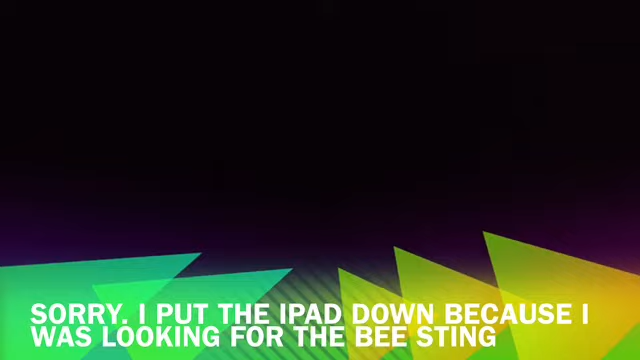 SORRY. I PUT THE IPAD DOWN BECAUSE I
WAS LOOKING FOR THE BEE STING